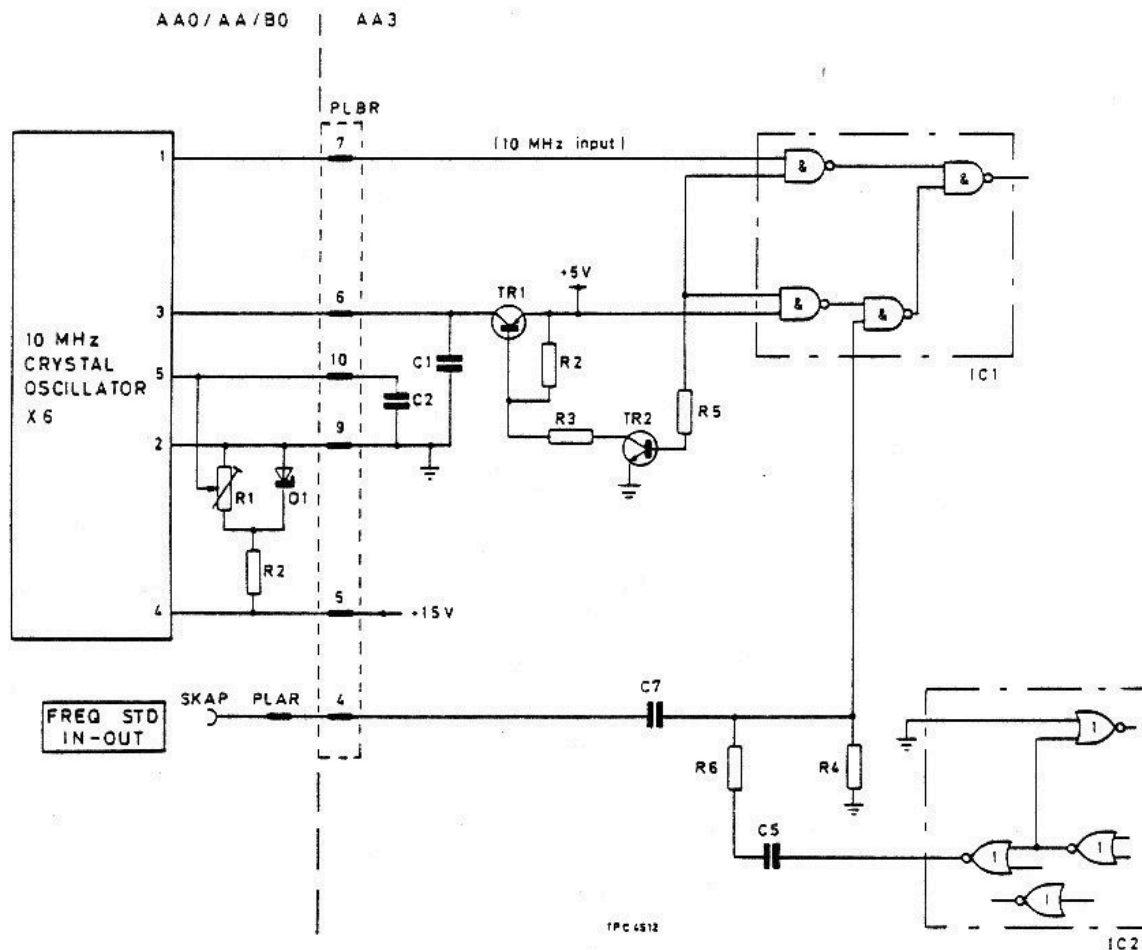 AA0/AA/B0
AA3
PLBR
1
7
(10 MHz input)
&
&
3
6
TR1
+5V
&
&
10 MHz
CRYSTAL
OSCILLATOR
X6
5
10
C1
R2
IC1
C2
R3
TR2
R5
2
9
R1
D1
R2
4
5
+15V
FREQ STD
IN-OUT
SKAP
PLAR
4
C7
R6
R4
1
C5
1
1
1
TPC 4512
IC2